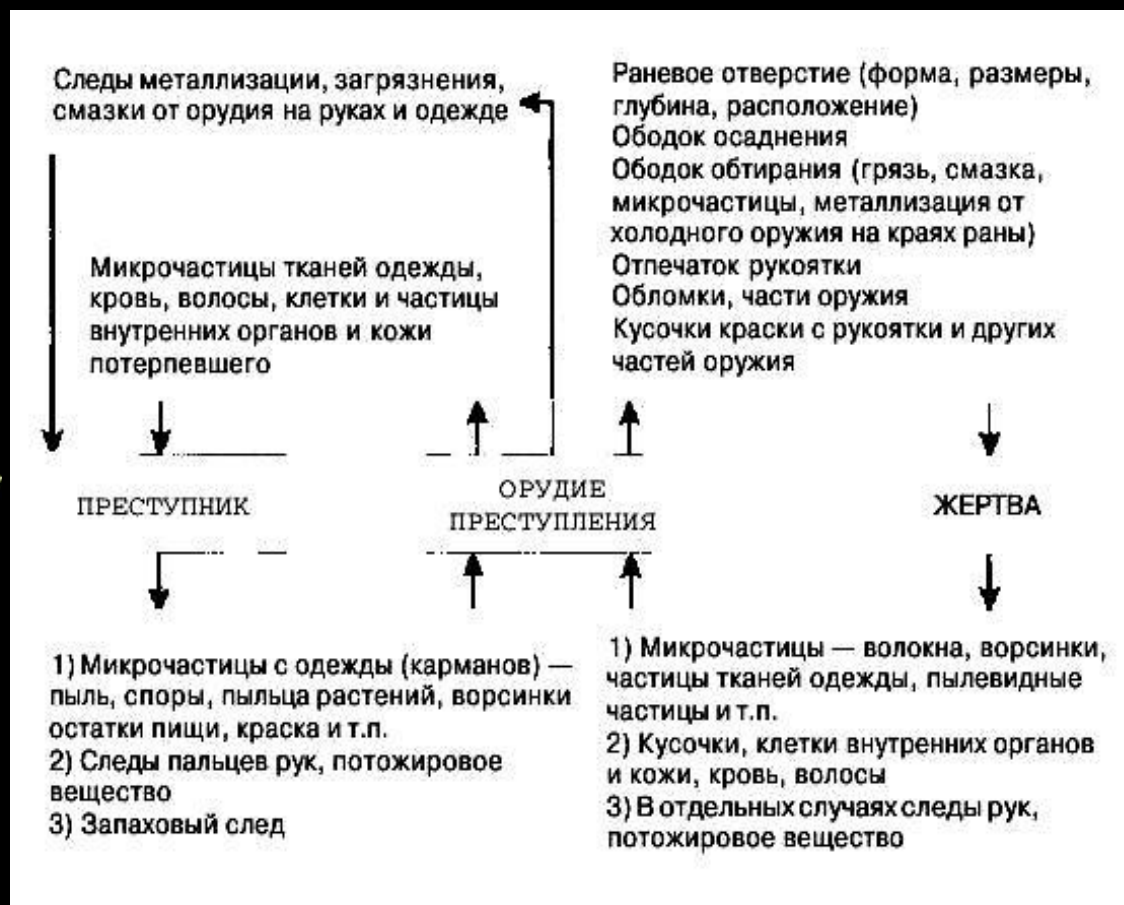 Следы металлизации, загрязнения,
смазки от орудия на руках и одежде
Раневое отверстие (форма, размеры,
глубина, расположение)
Ободок осаднения
Ободок обтирания (грязь, смазка,
микрочастицы, металлизация от
холодного оружия на краях раны)
Отпечаток рукоятки
Обломки, части оружия
Кусочки краски с рукоятки и других
частей оружия
Микрочастицы тканей одежды,
кровь, волосы, клетки и частицы
внутренних органов и кожи
потерпевшего
ПРЕСТУПНИК
ОРУДИЕ
ПРЕСТУПЛЕНИЯ
ЖЕРТВА
1) Микрочастицы с одежды (карманов) —
пыль, споры, пыльца растений, ворсинки
остатки пищи, краска и т.п.
2) Следы пальцев рук, потожировое
вещество
3) Запаховый след
1) Микрочастицы — волокна, ворсинки,
частицы тканей одежды, пылевидные
частицы и т.п.
2) Кусочки, клетки внутренних органов
и кожи, кровь, волосы
3) В отдельных случаях следы рук,
потожировое вещество